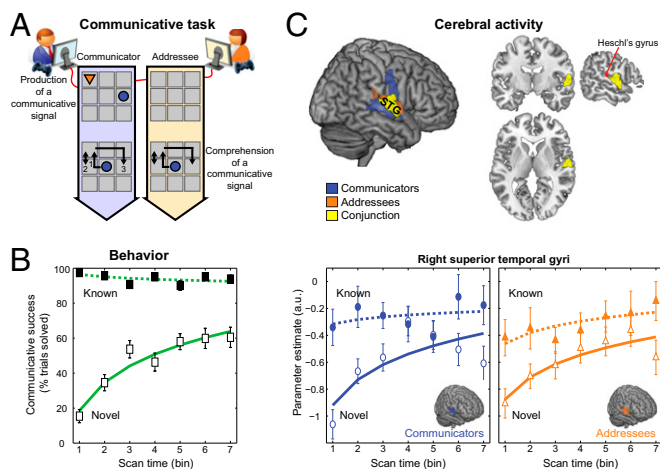 A
Communicative task
Communicator
Addressee
Production of a
communicative
signal
Comprehension of
a communicative
signal
1
2
3
C
Cerebral activity
Heschl's gyrus
STG
Communicators
Addressees
Conjunction
B
Behavior
Communicative success
(% trials solved)
100
80
60
40
20
0
Known
Novel
1 2 3 4 5 6 7
Scan time (bin)
Right superior temporal gyri
Parameter estimate (a.u.)
0
-0.2
-0.4
-0.6
-0.8
-1
Known
Novel
Communicators
1 2 3 4 5 6 7
Scan time (bin)
Known
Novel
Addressees
1 2 3 4 5 6 7
Scan time (bin)